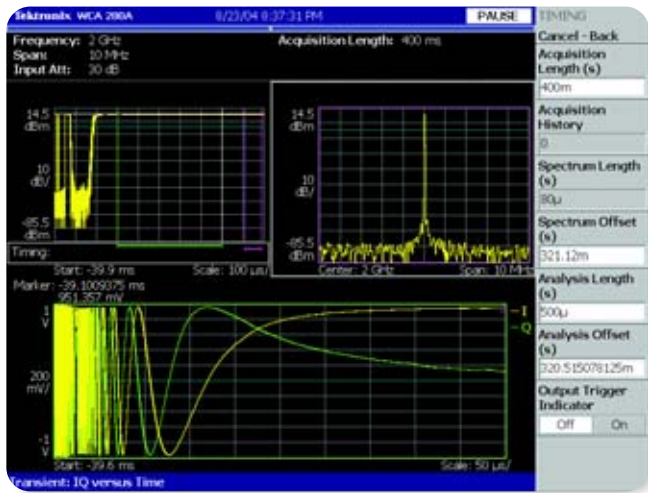 Tektronix WCA 280A 8/23/04 8:37:31 PM PAUSE TIMING
Frequency: 2 GHz
Span: 10 MHz
Input Att: 30 dB
Acquisition Length: 400 ms
Cancel - Back
Acquisition
Length (s)
400m
Acquisition
History
0
Spectrum Length
(s)
80µ
Spectrum Offset
(s)
321.12m
Analysis Length
(s)
500µ
Analysis Offset
(s)
320.515078125m
Output Trigger
Indicator
Off On
14.5
dBm
10
dB/
-85.5
dBm
Timing:
Start: -39.9 ms Scale: 100 µs/
14.5
dBm
10
dB/
-85.5
dBm
Center: 2 GHz Span: 10 MHz
Marker: -39.1009375 ms
951.357 mV
1
V
200
mV/
-1
V
- I
- Q
Start: -39.6 ms Scale: 50 µs/
Transient: IQ versus Time